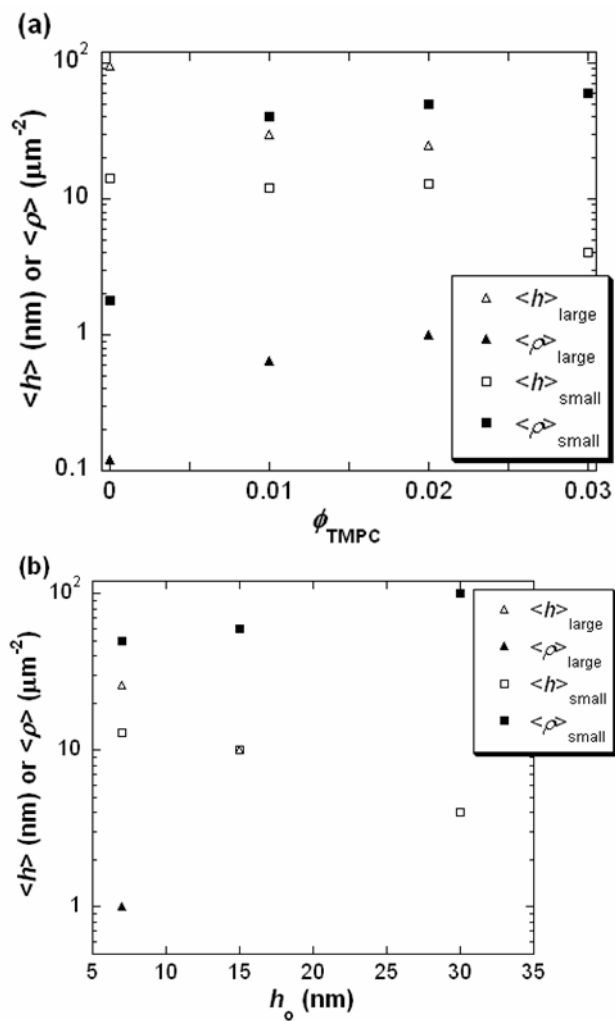 (a)
10²
10
1
0.1
<h> (nm) or <ρ> (μm⁻²)
<h>large
<ρ>large
<h>small
<ρ>small
0 0.01 0.02 0.03
ϕTMPC
(b)
10²
10
1
<h> (nm) or <ρ> (μm⁻²)
<h>large
<ρ>large
<h>small
<ρ>small
5 10 15 20 25 30 35
ho (nm)